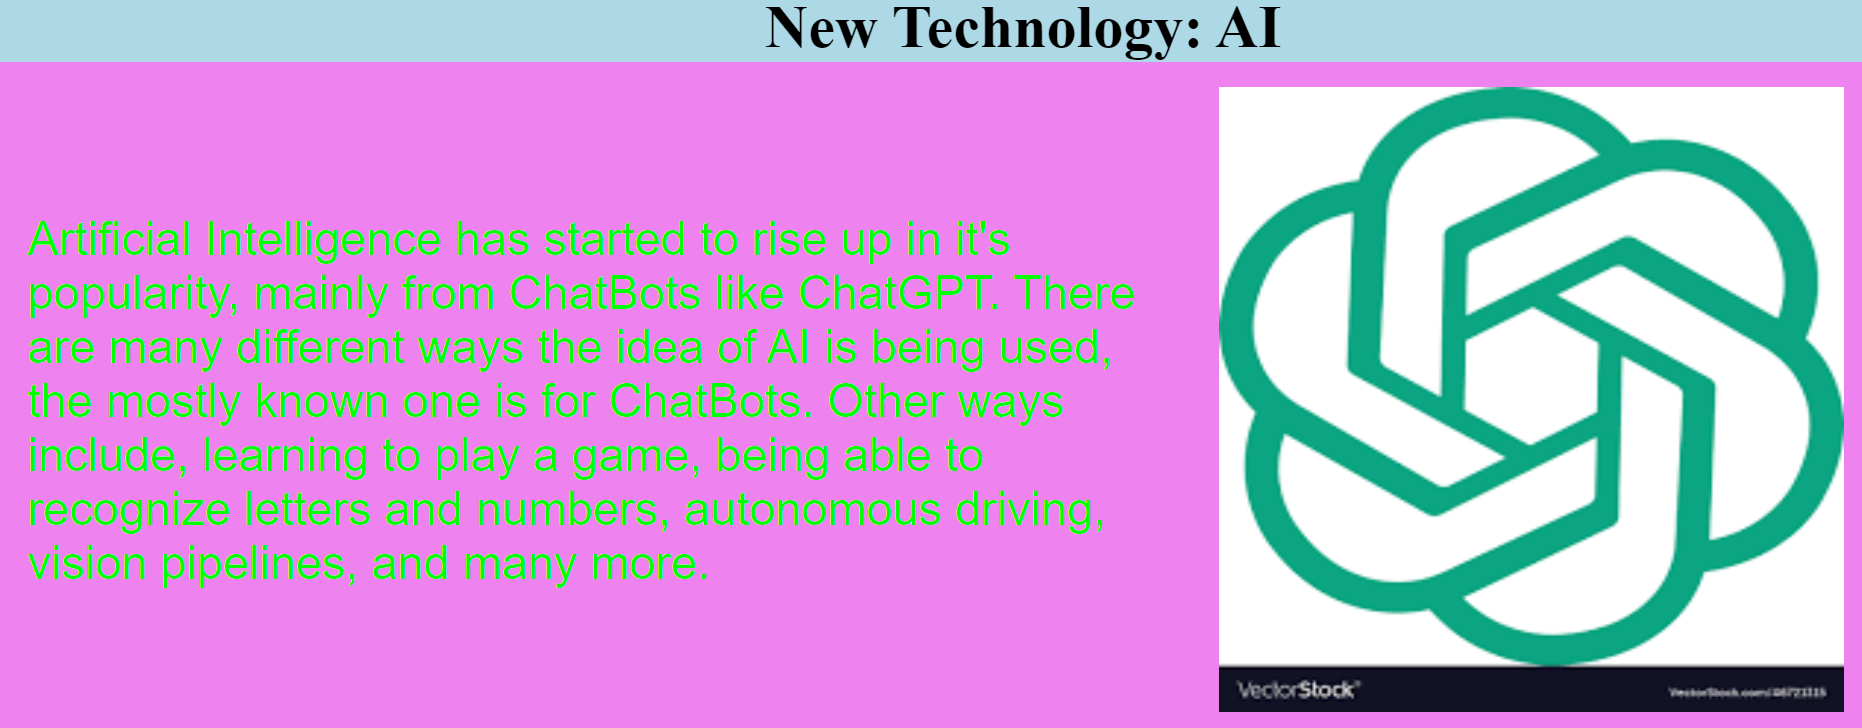 New Technology: AI
Artificial Intelligence has started to rise up in it's
popularity, mainly from ChatBots like ChatGPT. There
are many different ways the idea of AI is being used,
the mostly known one is for ChatBots. Other ways
include, learning to play a game, being able to
recognize letters and numbers, autonomous driving,
vision pipelines, and many more.
VectorStock®
VectorStock.com/